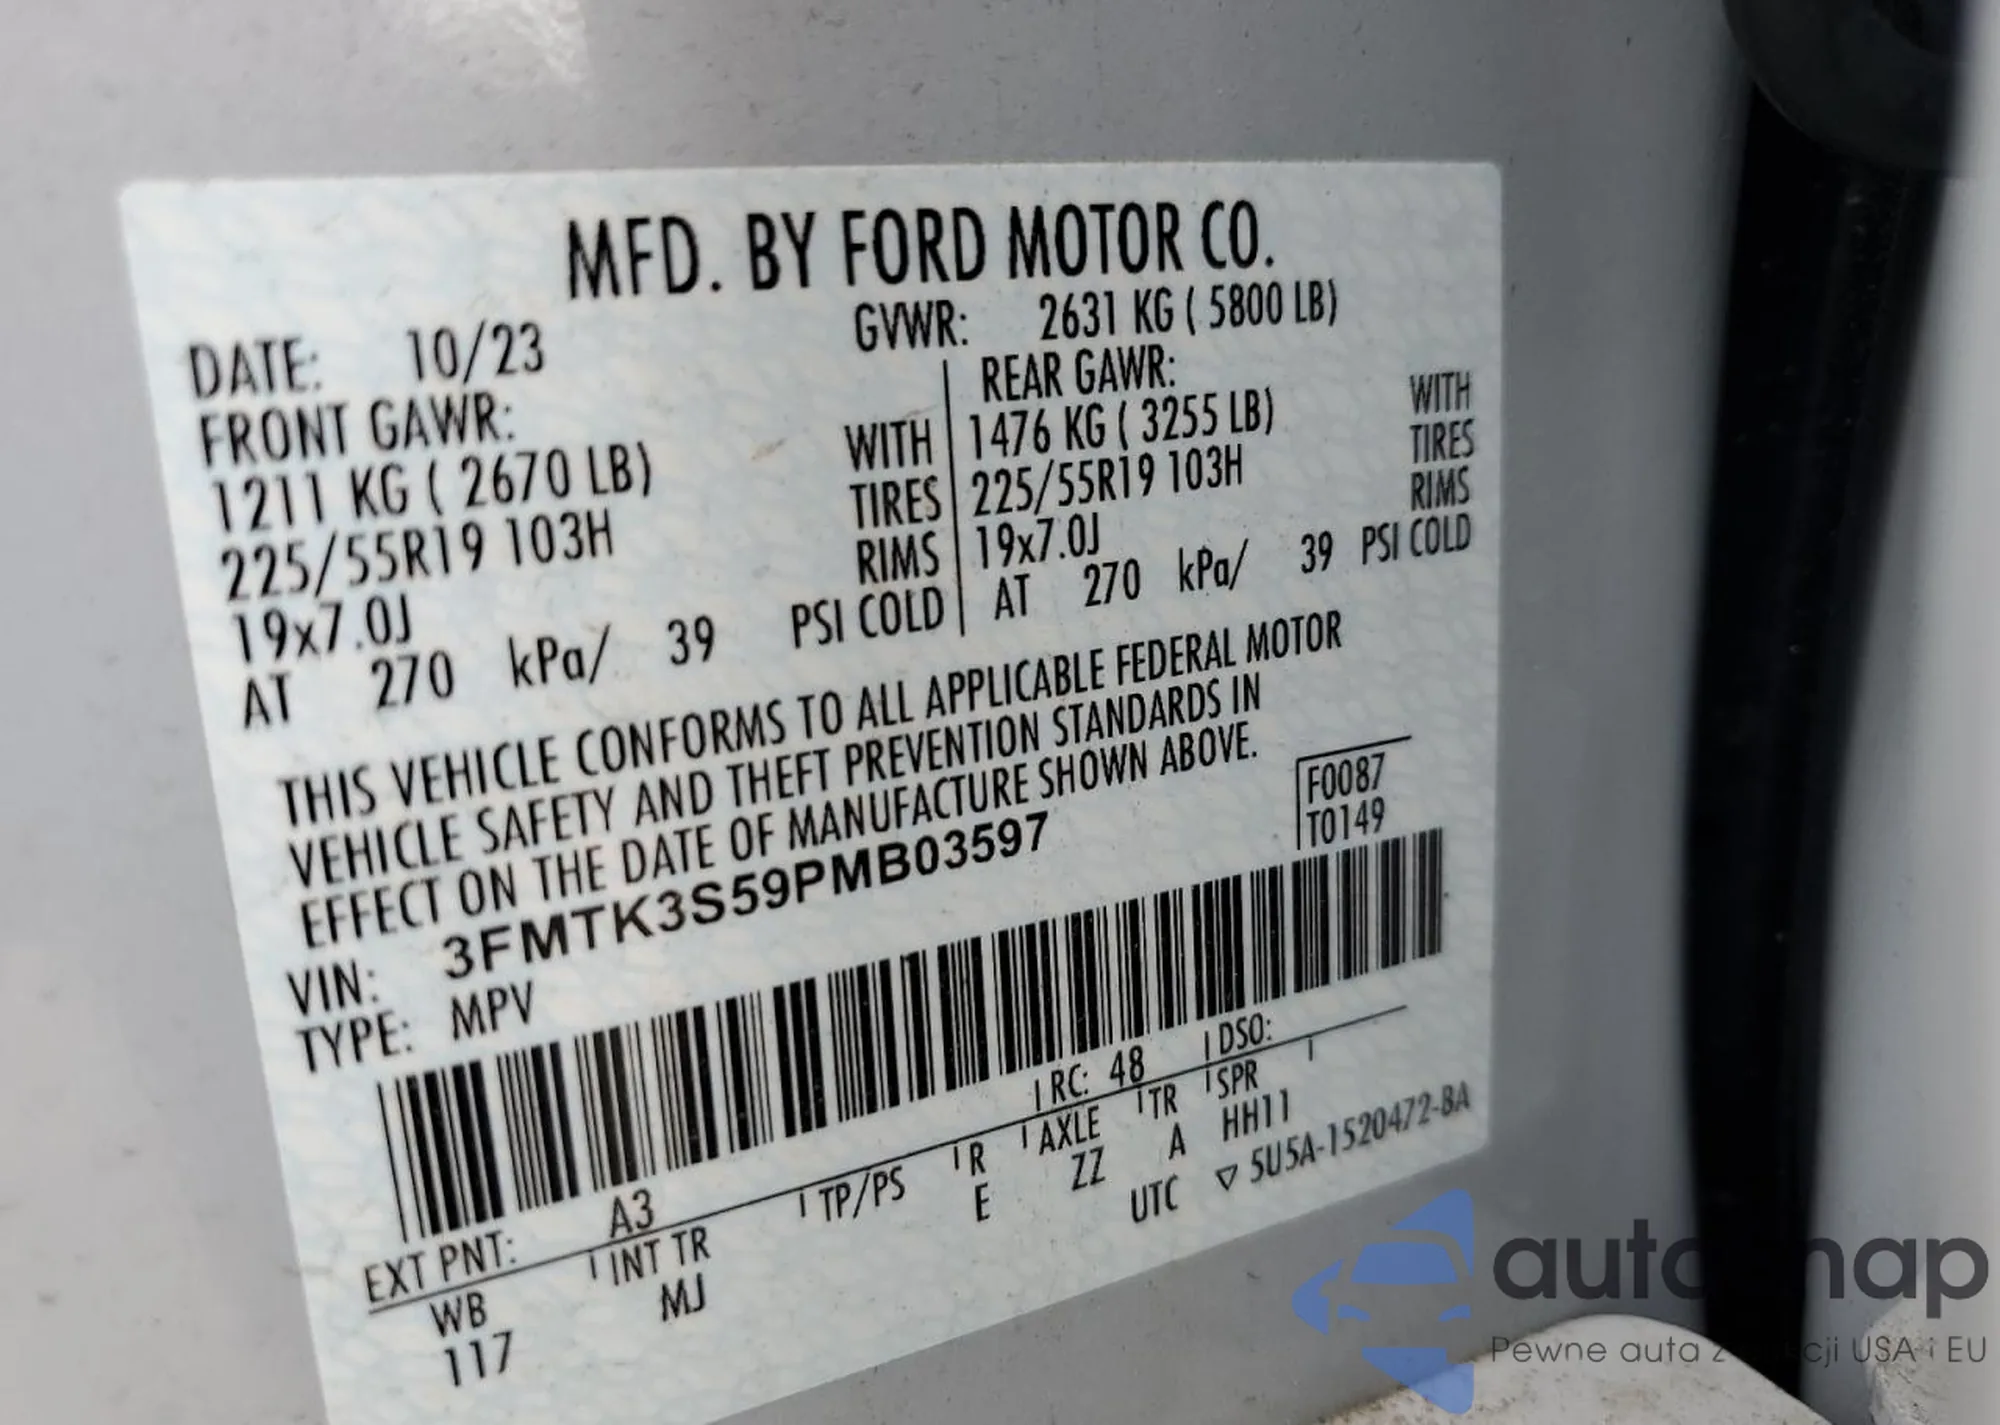 MFD. BY FORD MOTOR CO.
DATE: 10/23 GVWR: 2631 KG ( 5800 LB)
FRONT GAWR: REAR GAWR:
1211 KG ( 2670 LB) WITH 1476 KG ( 3255 LB) WITH
225/55R19 103H TIRES 225/55R19 103H TIRES
19x7.0J RIMS 19x7.0J RIMS
AT 270 kPa/ 39 PSI COLD AT 270 kPa/ 39 PSI COLD
THIS VEHICLE CONFORMS TO ALL APPLICABLE FEDERAL MOTOR
VEHICLE SAFETY AND THEFT PREVENTION STANDARDS IN
EFFECT ON THE DATE OF MANUFACTURE SHOWN ABOVE.
F0087
T0149
VIN: 3FMTK3S59PMB03597
TYPE: MPV
EXT PNT: A3 RC: 48 DSO:
WB INT TR TP/PS R AXLE TR SPR
117 MJ E ZZ A HH11
UTC ▽ 5U5A-1520472-BA
Pewne auta z USA i EU